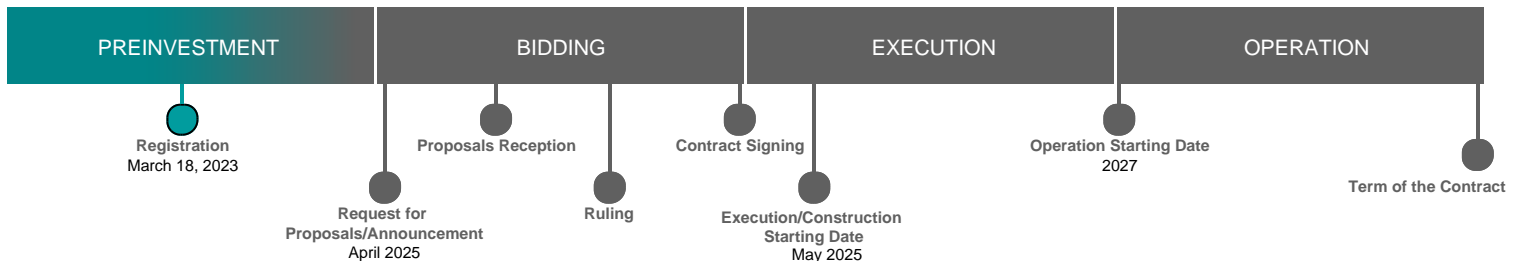 PREINVESTMENT
BIDDING
EXECUTION
OPERATION
Registration
March 18, 2023
Request for
Proposals/Announcement
April 2025
Proposals Reception
Ruling
Contract Signing
Execution/Construction
Starting Date
May 2025
Operation Starting Date
2027
Term of the Contract